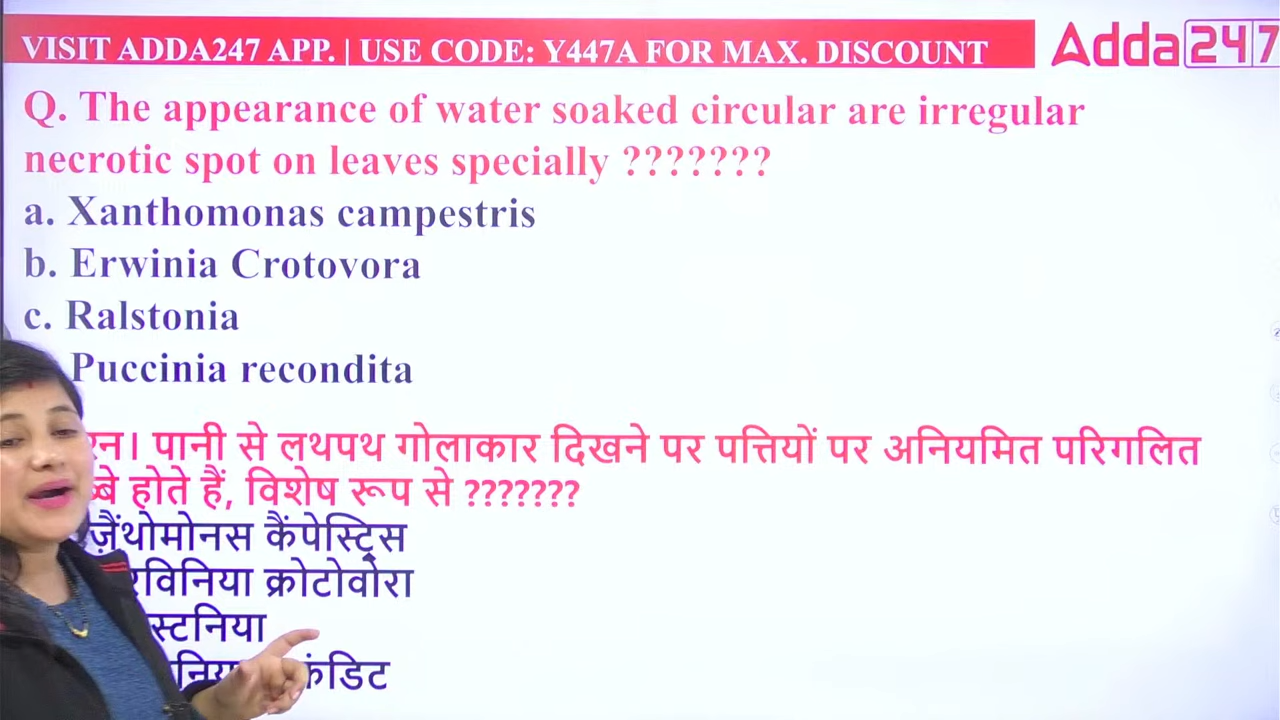 VISIT ADDA247 APP. | USE CODE: Y447A FOR MAX. DISCOUNT
Adda247
Q. The appearance of water soaked circular are irregular
necrotic spot on leaves specially ???????
a. Xanthomonas campestris
b. Erwinia Crotovora
c. Ralstonia
Puccinia recondita
पानी से लथपथ गोलाकार दिखने पर पत्तियों पर अनियमित परिगलित
होते हैं, विशेष रूप से ???????
ज़ैंथोमोनस कैंपेस्ट्रिस
क्रोटोवोरा